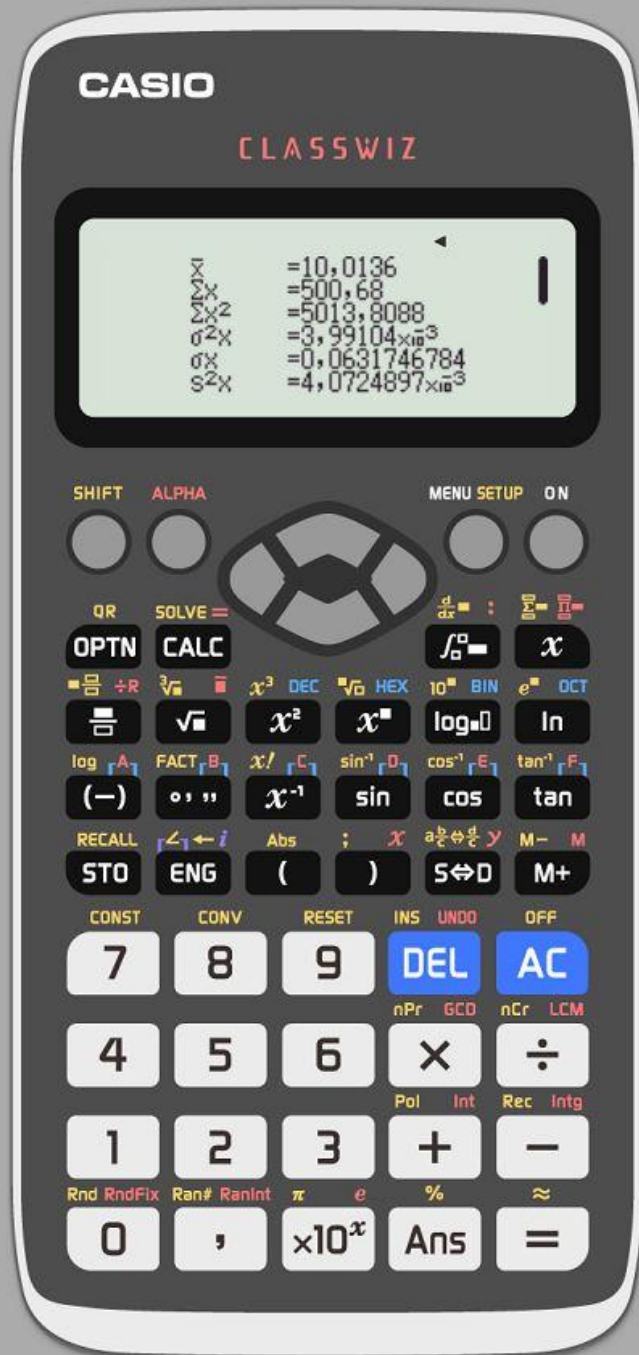 CASIO
CLASSWIZ
x̄ =10,0136
Σx =500,68
Σx² =5013,8088
σ²x =3,99104×10⁻³
σx =0,0631746784
s²x =4,0724897×10⁻³
SHIFT ALPHA MENU SETUP ON
QR SOLVE = d/dx■ : Σ■ Π■
OPTN CALC ∫■ x
■■/■ ÷R ³√■ ■̄ x³ DEC ■√□ HEX 10■ BIN e■ OCT
■/■ √■ x² x■ log■□ ln
log A FACT B x! C sin⁻¹ D cos⁻¹ E tan⁻¹ F
(−) ° ’ ” x⁻¹ sin cos tan
RECALL ∠ ← i Abs ; x a b/c⇔d/c y M− M
STO ENG ( ) S⇔D M+
CONST CONV RESET INS UNDO OFF
7 8 9 DEL AC
nPr GCD nCr LCM
4 5 6 × ÷
Pol Int Rec Intg
1 2 3 + −
Rnd RndFix Ran# RanInt π e % ≈
0 , ×10ˣ Ans =